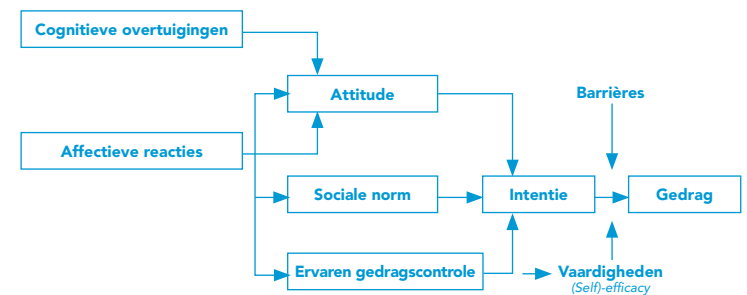 Cognitieve overtuigingen
Attitude
Barrières
Affectieve reacties
Sociale norm
Intentie
Gedrag
Ervaren gedragscontrole
Vaardigheden
(Self)-efficacy